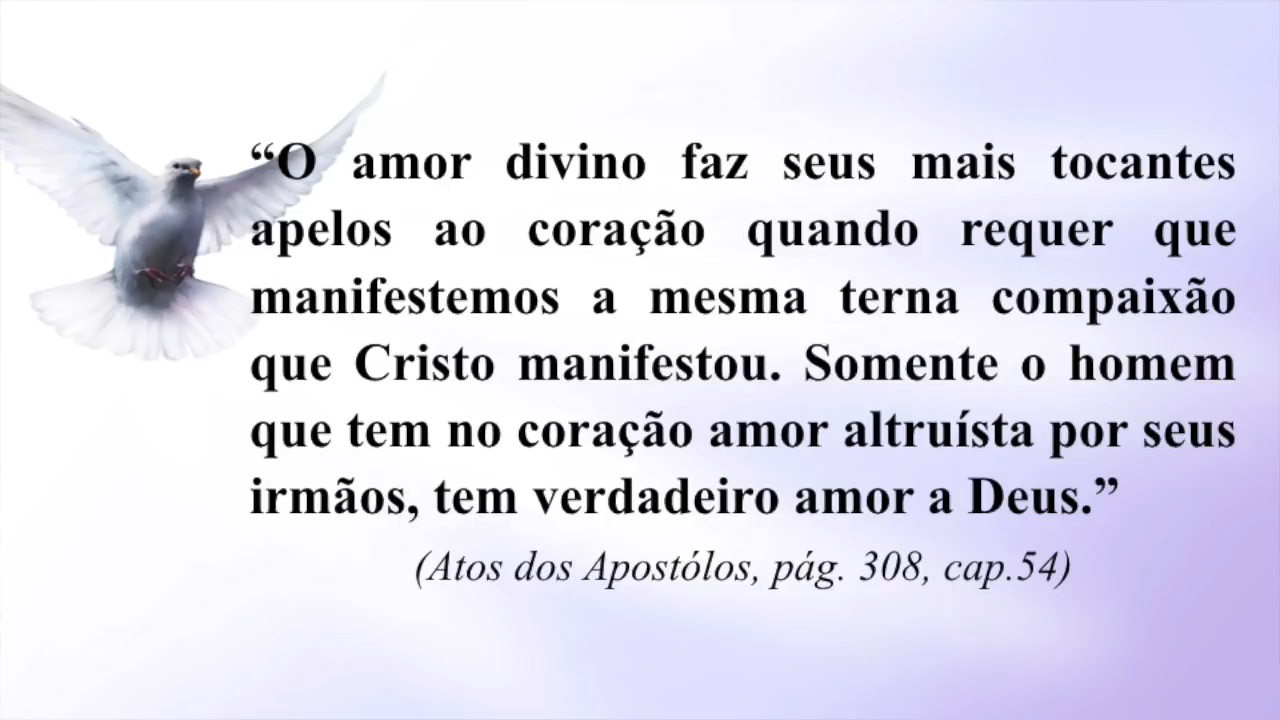 “O amor divino faz seus mais tocantes
apelos ao coração quando requer que
manifestemos a mesma terna compaixão
que Cristo manifestou. Somente o homem
que tem no coração amor altruísta por seus
irmãos, tem verdadeiro amor a Deus.”
(Atos dos Apostólos, pág. 308, cap.54)